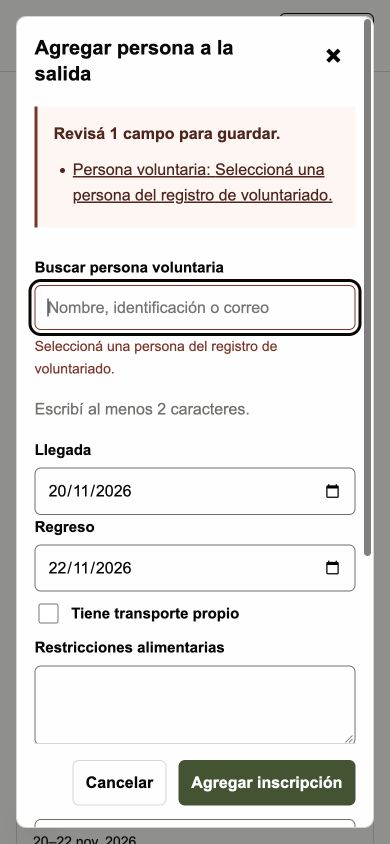 Agregar persona a la
salida
Revisá 1 campo para guardar.
• Persona voluntaria: Seleccioná una
persona del registro de voluntariado.
Buscar persona voluntaria
Nombre, identificación o correo
Seleccioná una persona del registro de
voluntariado.
Escribí al menos 2 caracteres.
Llegada
20/11/2026
Regreso
22/11/2026
Tiene transporte propio
Restricciones alimentarias
Cancelar
Agregar inscripción
20–22 nov. 2026